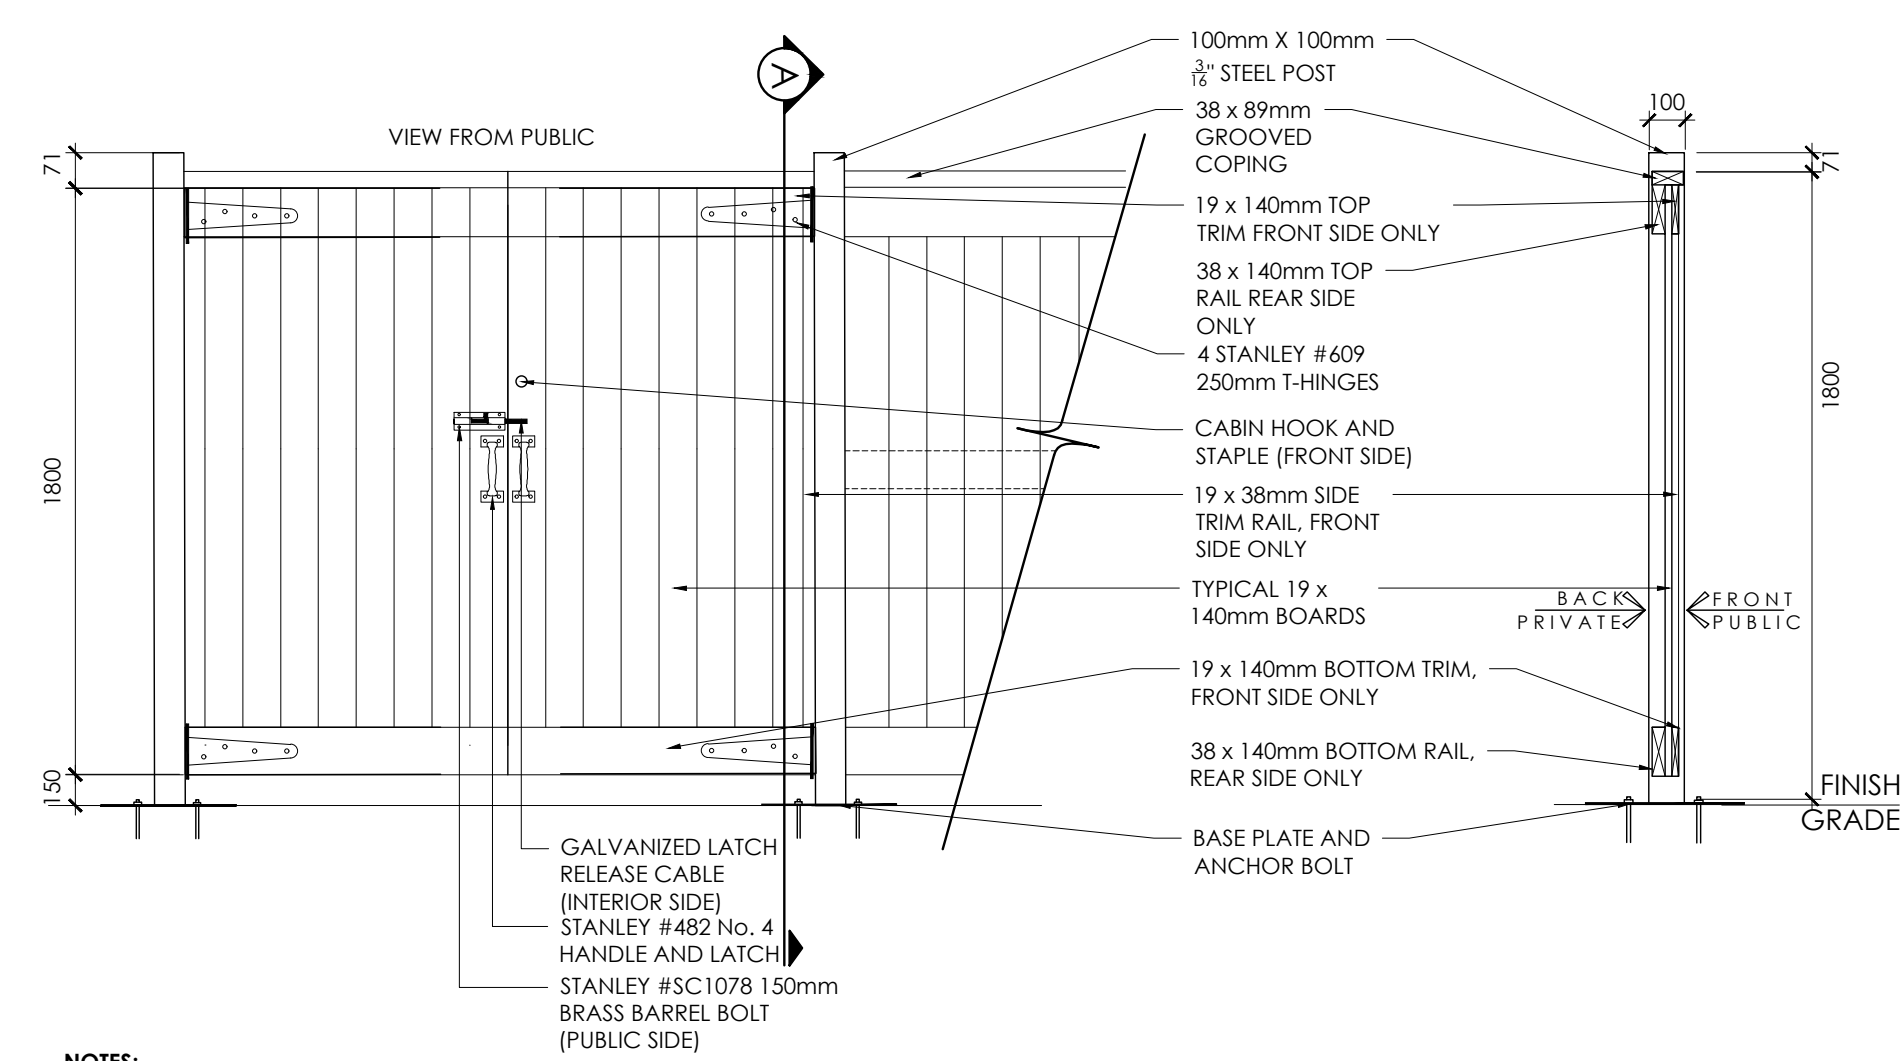 A
VIEW FROM PUBLIC
71
1800
150
100mm X 100mm
3/16" STEEL POST
38 x 89mm
GROOVED
COPING
19 x 140mm TOP
TRIM FRONT SIDE ONLY
38 x 140mm TOP
RAIL REAR SIDE
ONLY
4 STANLEY #609
250mm T-HINGES
CABIN HOOK AND
STAPLE (FRONT SIDE)
19 x 38mm SIDE
TRIM RAIL, FRONT
SIDE ONLY
TYPICAL 19 x
140mm BOARDS
19 x 140mm BOTTOM TRIM,
FRONT SIDE ONLY
38 x 140mm BOTTOM RAIL,
REAR SIDE ONLY
BASE PLATE AND
ANCHOR BOLT
100
71
1800
BACK
PRIVATE
FRONT
PUBLIC
FINISH
GRADE
GALVANIZED LATCH
RELEASE CABLE
(INTERIOR SIDE)
STANLEY #482 No. 4
HANDLE AND LATCH
STANLEY #SC1078 150mm
BRASS BARREL BOLT
(PUBLIC SIDE)
NOTES: